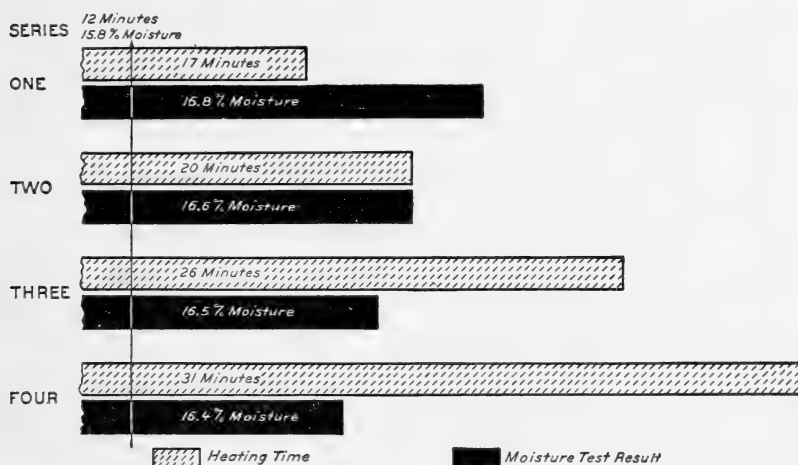 12 Minutes
SERIES 15.8% Moisture
17 Minutes
ONE
16.8% Moisture
20 Minutes
TWO
16.6% Moisture
26 Minutes
THREE
16.5% Moisture
31 Minutes
FOUR
16.4% Moisture
Heating Time
Moisture Test Result